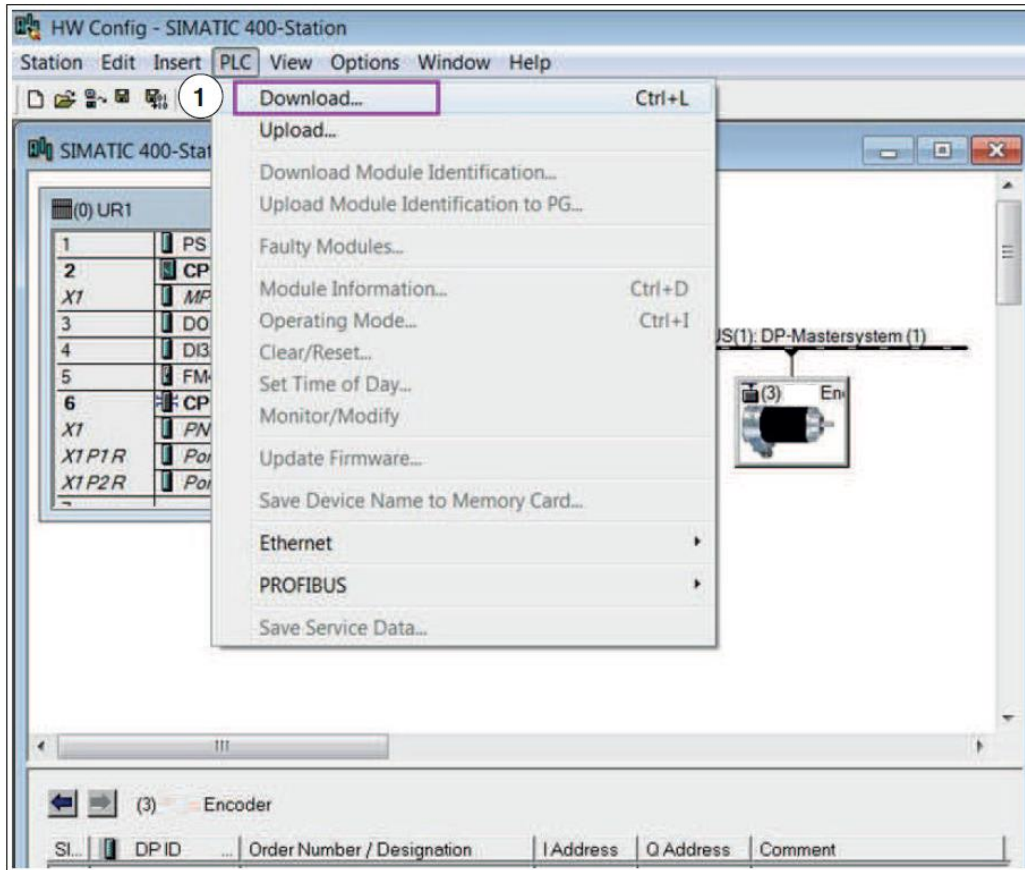 HW Config - SIMATIC 400-Station
Station Edit Insert PLC View Options Window Help
1
Download... Ctrl+L
Upload...
Download Module Identification...
Upload Module Identification to PG...
Faulty Modules...
Module Information... Ctrl+D
Operating Mode... Ctrl+I
Clear/Reset...
Set Time of Day...
Monitor/Modify
Update Firmware...
Save Device Name to Memory Card...
Ethernet
PROFIBUS
Save Service Data...
SIMATIC 400-Stat
(0) UR1
1 PS
2 CP
X1 MP
3 DO
4 DI3
5 FM
6 CP
X1 PN
X1 P1 R Por
X1 P2 R Por
US(1): DP-Mastersystem (1)
(3) En
(3) Encoder
Sl... DP ID ... Order Number / Designation I Address Q Address Comment